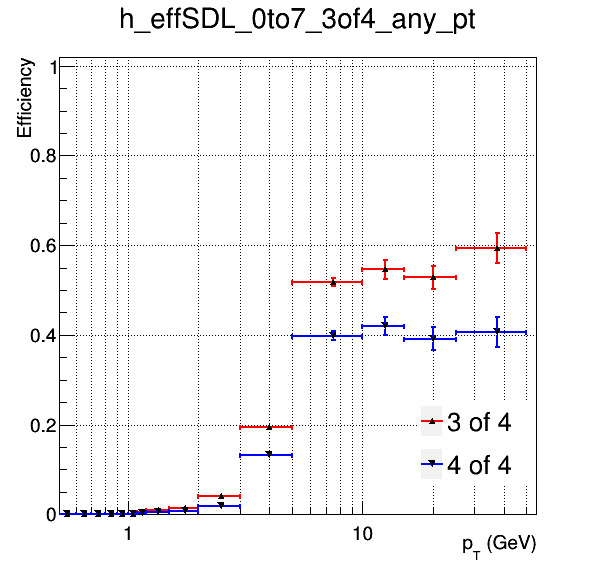 h_effSDL_0to7_3of4_any_pt
Efficiency
1
0.8
0.6
0.4
0.2
0
3 of 4
4 of 4
1
10
p_T (GeV)